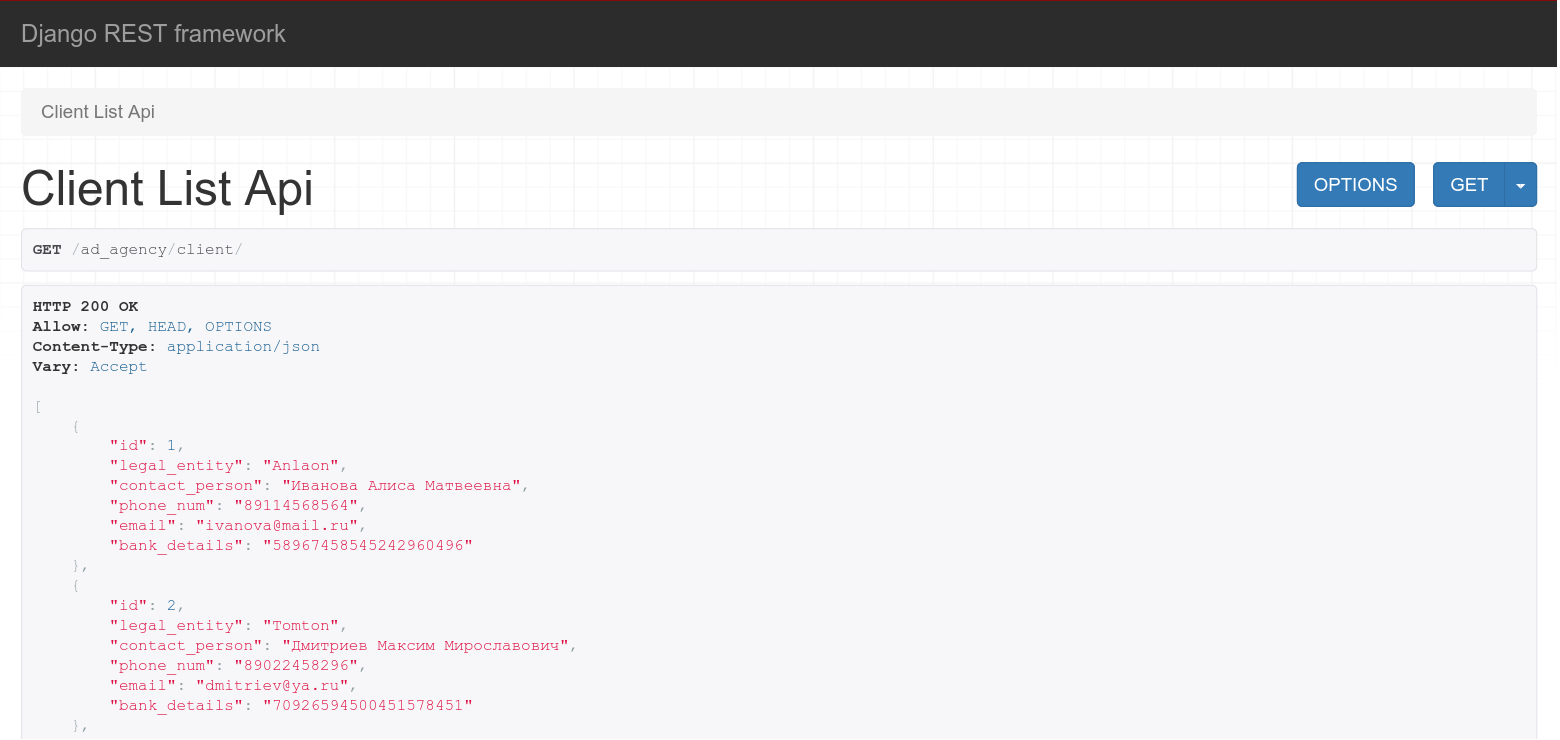 Django REST framework
Client List Api
Client List Api
OPTIONS
GET
GET /ad_agency/client/
HTTP 200 OK
Allow: GET, HEAD, OPTIONS
Content-Type: application/json
Vary: Accept
[
    {
        "id": 1,
        "legal_entity": "Anlaon",
        "contact_person": "Иванова Алиса Матвеевна",
        "phone_num": "89114568564",
        "email": "ivanova@mail.ru",
        "bank_details": "58967458545242960496"
    },
    {
        "id": 2,
        "legal_entity": "Tomton",
        "contact_person": "Дмитриев Максим Мирославович",
        "phone_num": "89022458296",
        "email": "dmitriev@ya.ru",
        "bank_details": "70926594500451578451"
    },